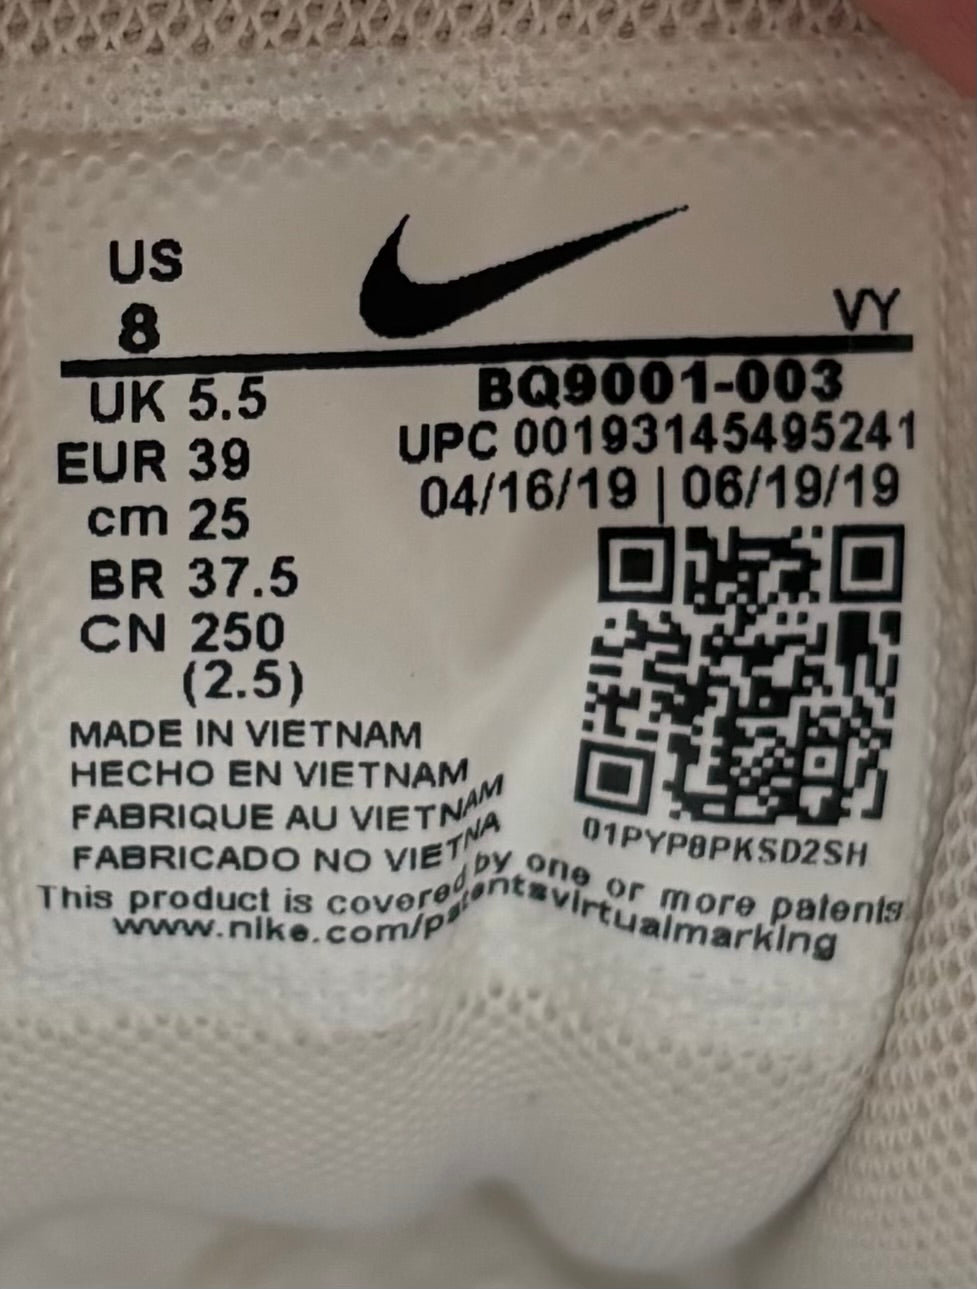 US
8
VY
UK 5.5
EUR 39
cm 25
BR 37.5
CN 250
(2.5)
BQ9001-003
UPC 00193145495241
04/16/19 | 06/19/19
01PYP8PKSD2SH
MADE IN VIETNAM
HECHO EN VIETNAM
FABRIQUE AU VIETNAM
FABRICADO NO VIETNA
This product is covered by one or more patents
www.nike.com/patentsvirtualmarking